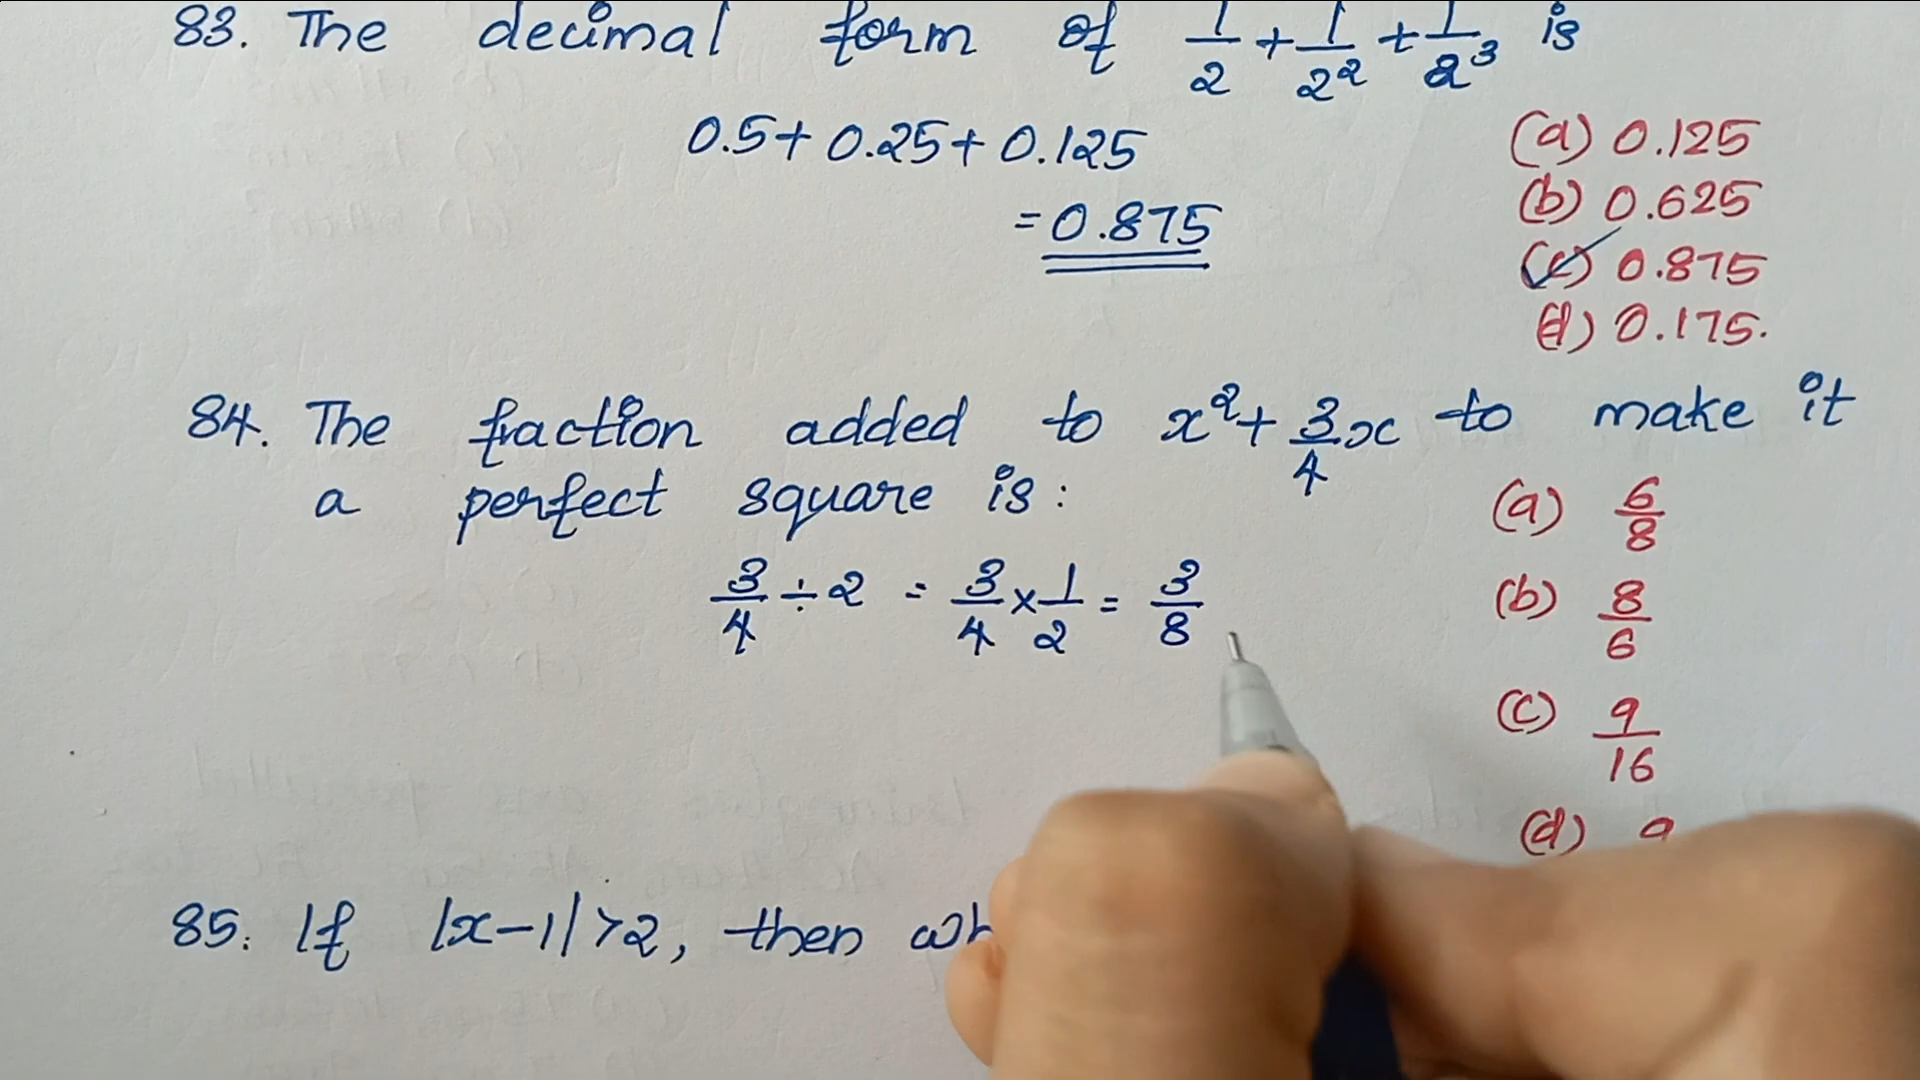 83. The decimal form of 1/2 + 1/2² + 1/2³ is
0.5 + 0.25 + 0.125
= 0.875
(a) 0.125
(b) 0.625
(c) 0.875
(d) 0.175.
84. The fraction added to x² + 3/4 x to make it
a perfect square is :
3/4 ÷ 2 = 3/4 × 1/2 = 3/8
(a) 6/8
(b) 8/6
(c) 9/16
(d) 9
85. If |x-1| > 2, then